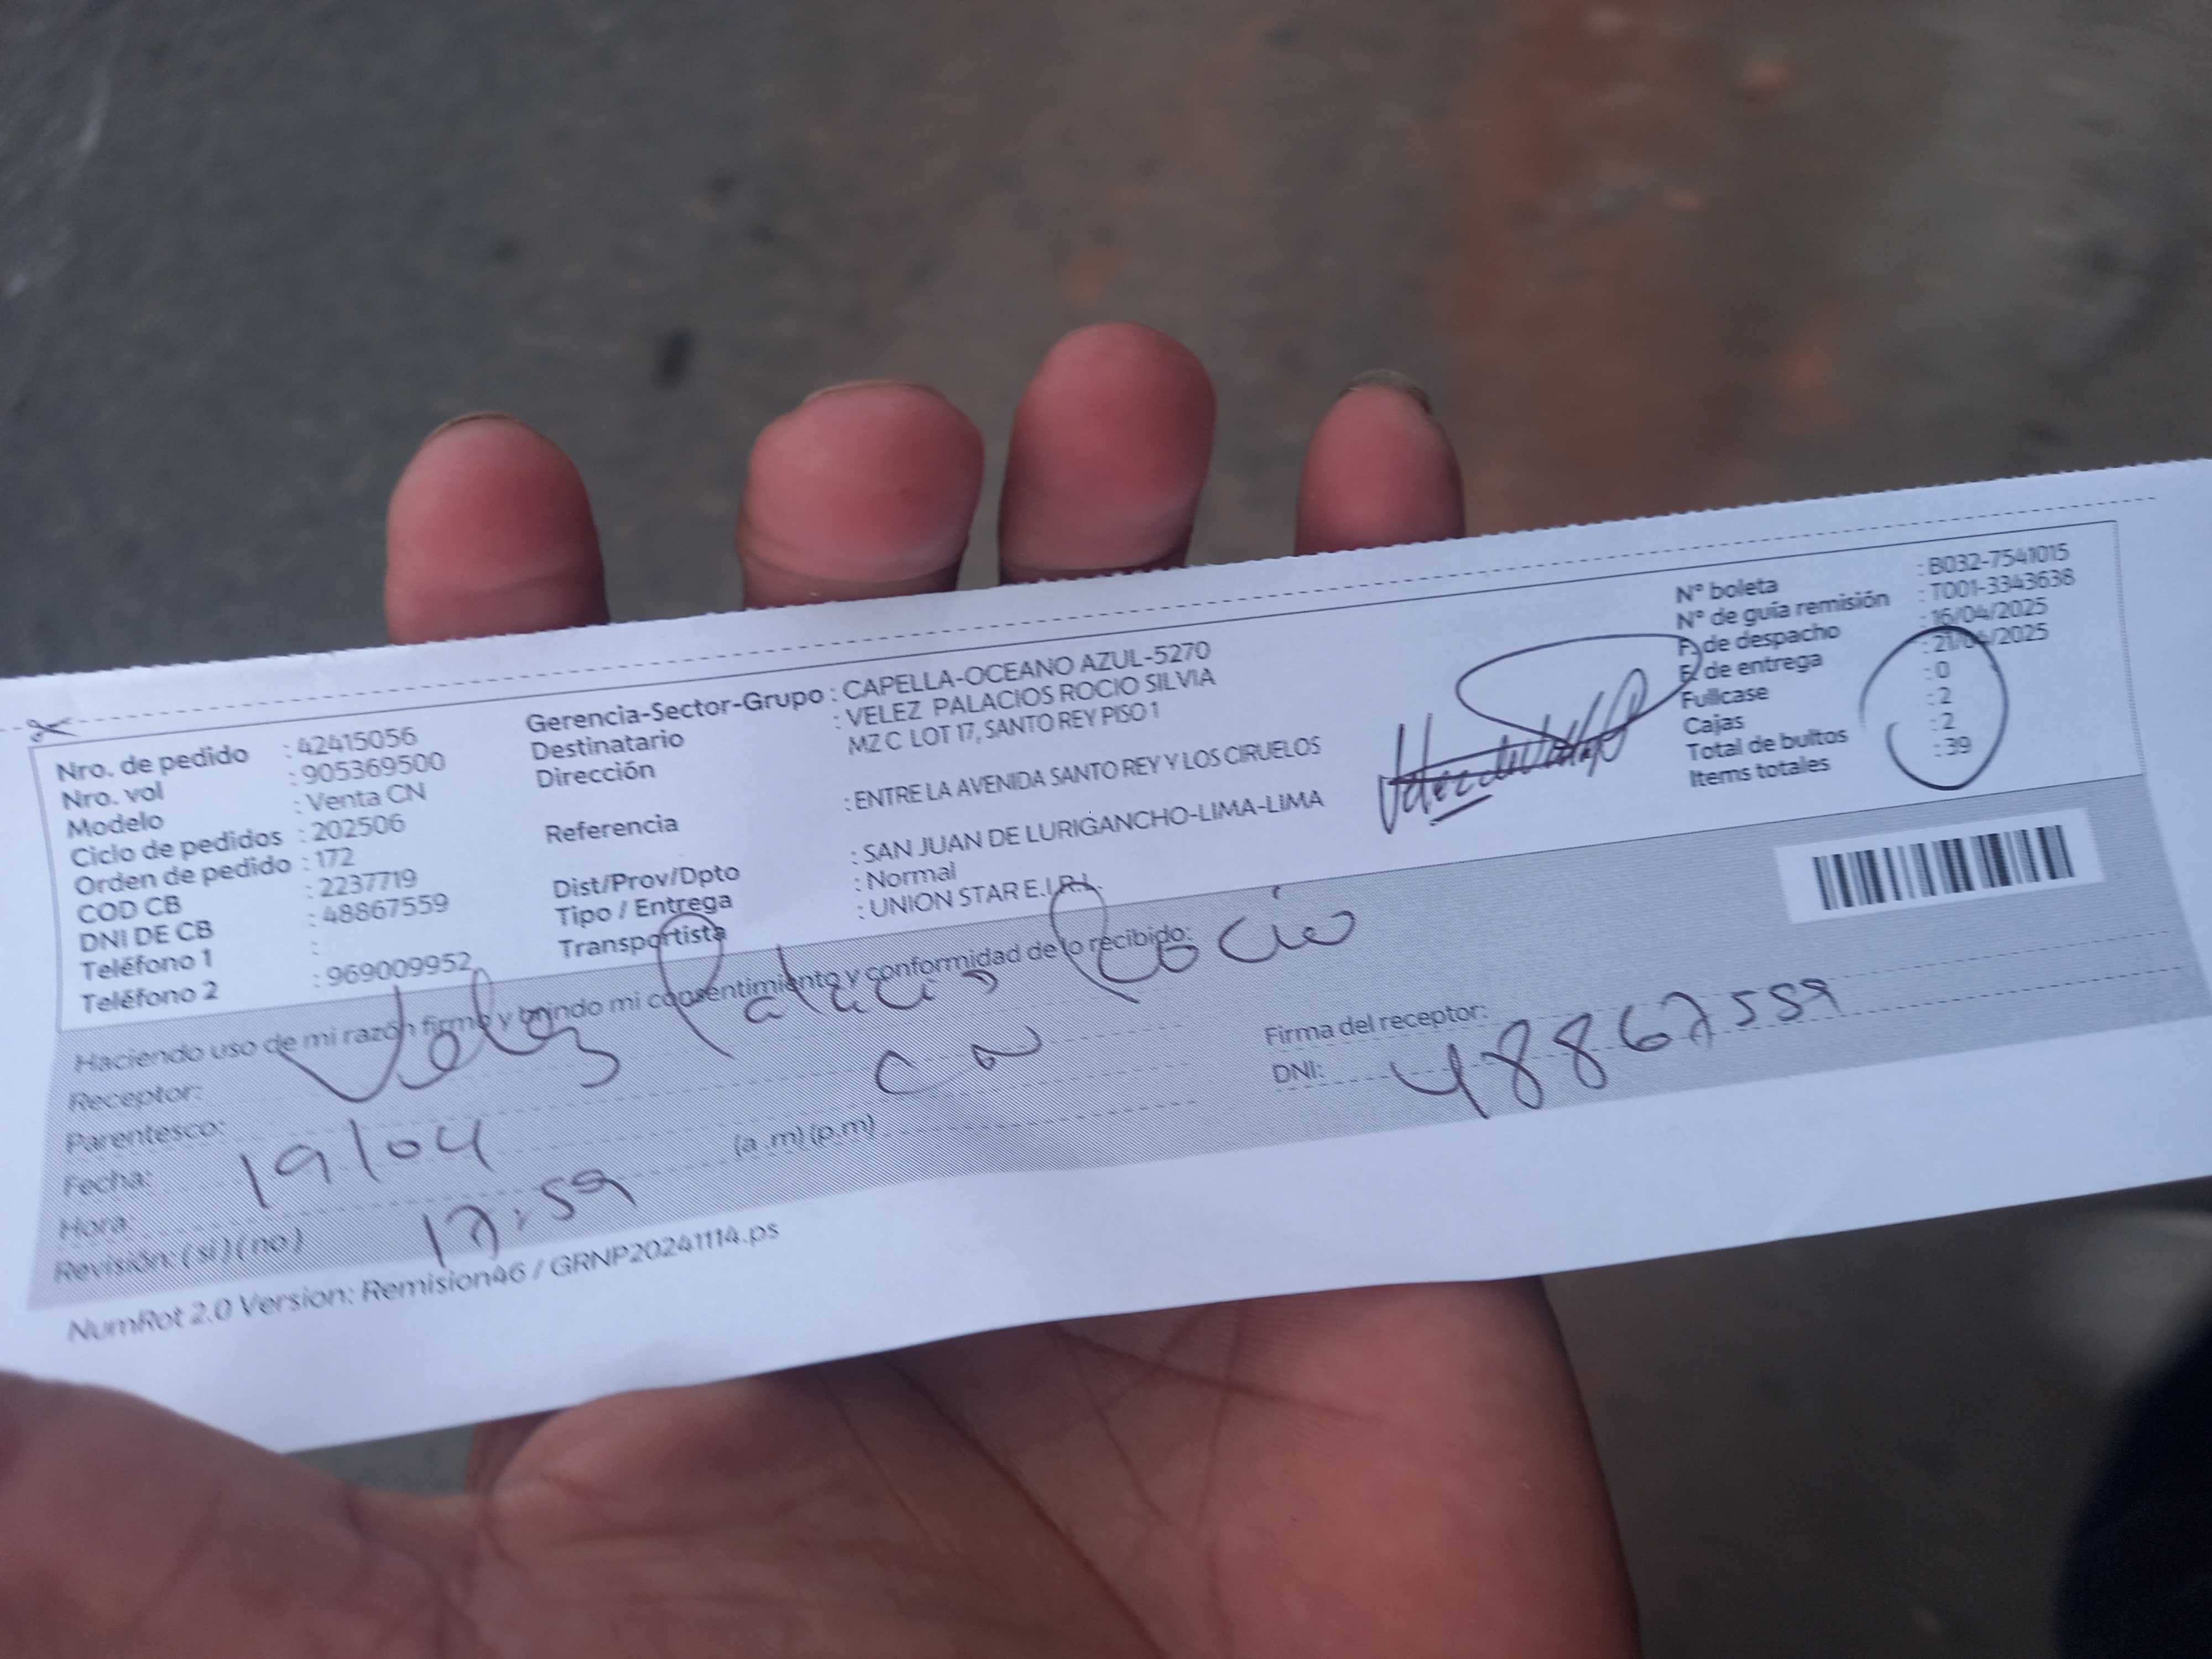 Nro. de pedido : 42415056
Nro. vol : 905369500
Modelo : Venta CN
Ciclo de pedidos : 202506
Orden de pedido : 172
COD CB : 2237719
DNI DE CB : 48867559
Teléfono 1 :
Teléfono 2 : 969009952
Gerencia-Sector-Grupo : CAPELLA-OCEANO AZUL-5270
Destinatario : VELEZ PALACIOS ROCIO SILVIA
Dirección MZ C LOT 17, SANTO REY PISO 1
Referencia : ENTRE LA AVENIDA SANTO REY Y LOS CIRUELOS
Dist/Prov/Dpto : SAN JUAN DE LURIGANCHO-LIMA-LIMA
Tipo / Entrega : Normal
Transportista : UNION STAR E.I.R.L.
N° boleta : B032-7541015
N° de guía remisión : T001-3343638
F. de despacho : 16/04/2025
F. de entrega : 21/04/2025
Fullcase : 0
Cajas : 2
Total de bultos : 2
Items totales : 39
Haciendo uso de mi razón firmo y brindo mi consentimiento y conformidad de lo recibido:
Receptor: Velez Palacios Rocio
Parentesco:
Fecha: 19/04
Hora: 17:59 (a.m) (p.m)
Revisión: (si) (no)
Firma del receptor:
DNI: 48867559
NumRot 2.0 Version: Remision46 / GRNP20241114.ps